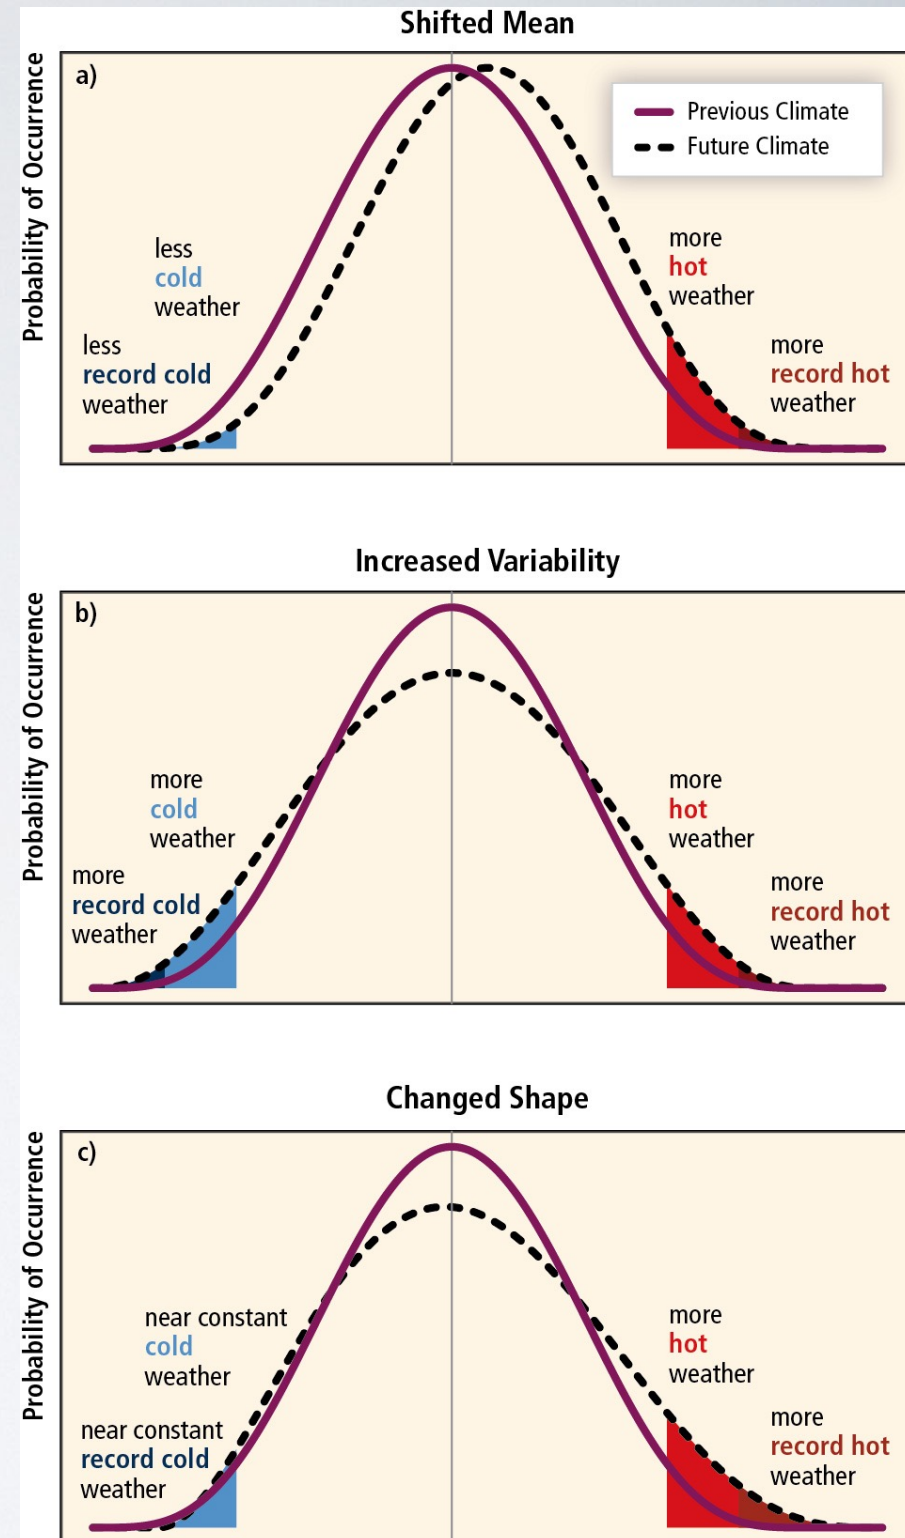 Shifted Mean
Probability of Occurrence
a)
Previous Climate
Future Climate
less
cold
weather
less
record cold
weather
more
hot
weather
more
record hot
weather
Increased Variability
Probability of Occurrence
b)
more
cold
weather
more
record cold
weather
more
hot
weather
more
record hot
weather
Changed Shape
Probability of Occurrence
c)
near constant
cold
weather
near constant
record cold
weather
more
hot
weather
more
record hot
weather